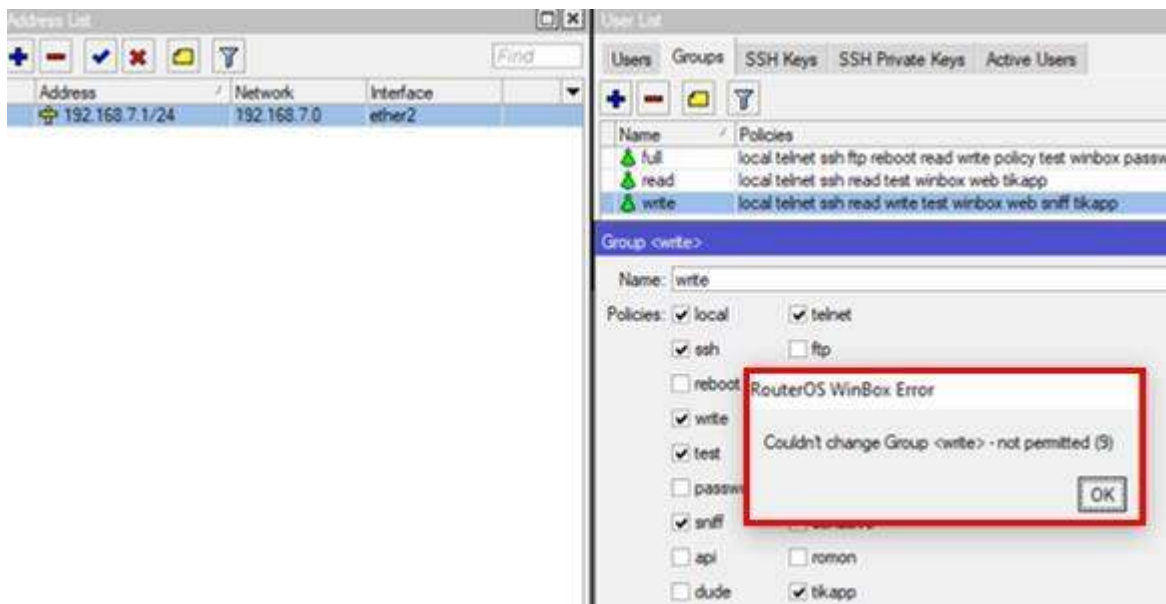 Address List
Find
Address Network Interface
192.168.7.1/24 192.168.7.0 ether2
User List
Users Groups SSH Keys SSH Private Keys Active Users
Name Policies
full local telnet ssh ftp reboot read write policy test winbox passw
read local telnet ssh read test winbox web tikapp
write local telnet ssh read write test winbox web sniff tikapp
Group <write>
Name: write
Policies: local telnet
ssh ftp
reboot
write
test
passw
sniff
api romon
dude tikapp
RouterOS WinBox Error
Couldn't change Group <write> - not permitted (9)
OK